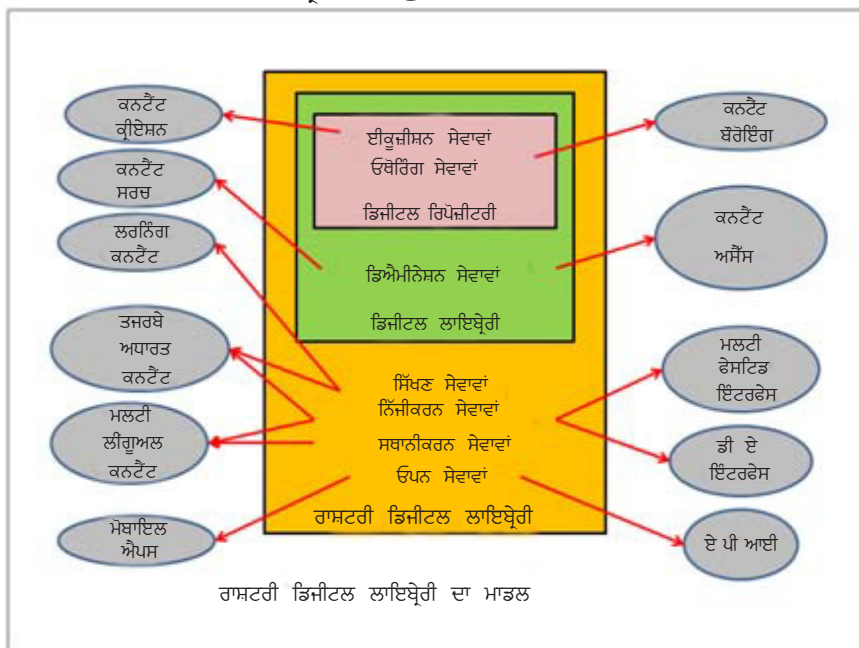 ਕਨਟੈਂਟ
ਕ੍ਰੀਏਸ਼ਨ
ਕਨਟੈਂਟ
ਸਰਚ
ਲਰਨਿੰਗ
ਕਨਟੈਂਟ
ਤਜਰਬੇ
ਅਧਾਰਤ
ਕਨਟੈਂਟ
ਮਲਟੀ
ਲੀਂਗੂਅਲ
ਕਨਟੈਂਟ
ਮੋਬਾਇਲ
ਐਪਸ
ਈਕੂਜ਼ੀਸ਼ਨ ਸੇਵਾਵਾਂ
ਓਥੋਰਿੰਗ ਸੇਵਾਵਾਂ
ਡਿਜੀਟਲ ਰਿਪੋਜ਼ੀਟਰੀ
ਡਿਐਮੀਨੇਸ਼ਨ ਸੇਵਾਵਾਂ
ਡਿਜੀਟਲ ਲਾਇਬ੍ਰੇਰੀ
ਸਿੱਖਣ ਸੇਵਾਵਾਂ
ਨਿੱਜੀਕਰਨ ਸੇਵਾਵਾਂ
ਸਥਾਨੀਕਰਨ ਸੇਵਾਵਾਂ
ਓਪਨ ਸੇਵਾਵਾਂ
ਰਾਸ਼ਟਰੀ ਡਿਜੀਟਲ ਲਾਇਬ੍ਰੇਰੀ
ਕਨਟੈਂਟ
ਬੌਰੋਇੰਗ
ਕਨਟੈਂਟ
ਅਸੈੱਸ
ਮਲਟੀ
ਫੇਸਟਿਡ
ਇੰਟਰਫੇਸ
ਡੀ ਏ
ਇੰਟਰਫੇਸ
ਏ ਪੀ ਆਈ
ਰਾਸ਼ਟਰੀ ਡਿਜੀਟਲ ਲਾਇਬ੍ਰੇਰੀ ਦਾ ਮਾਡਲ